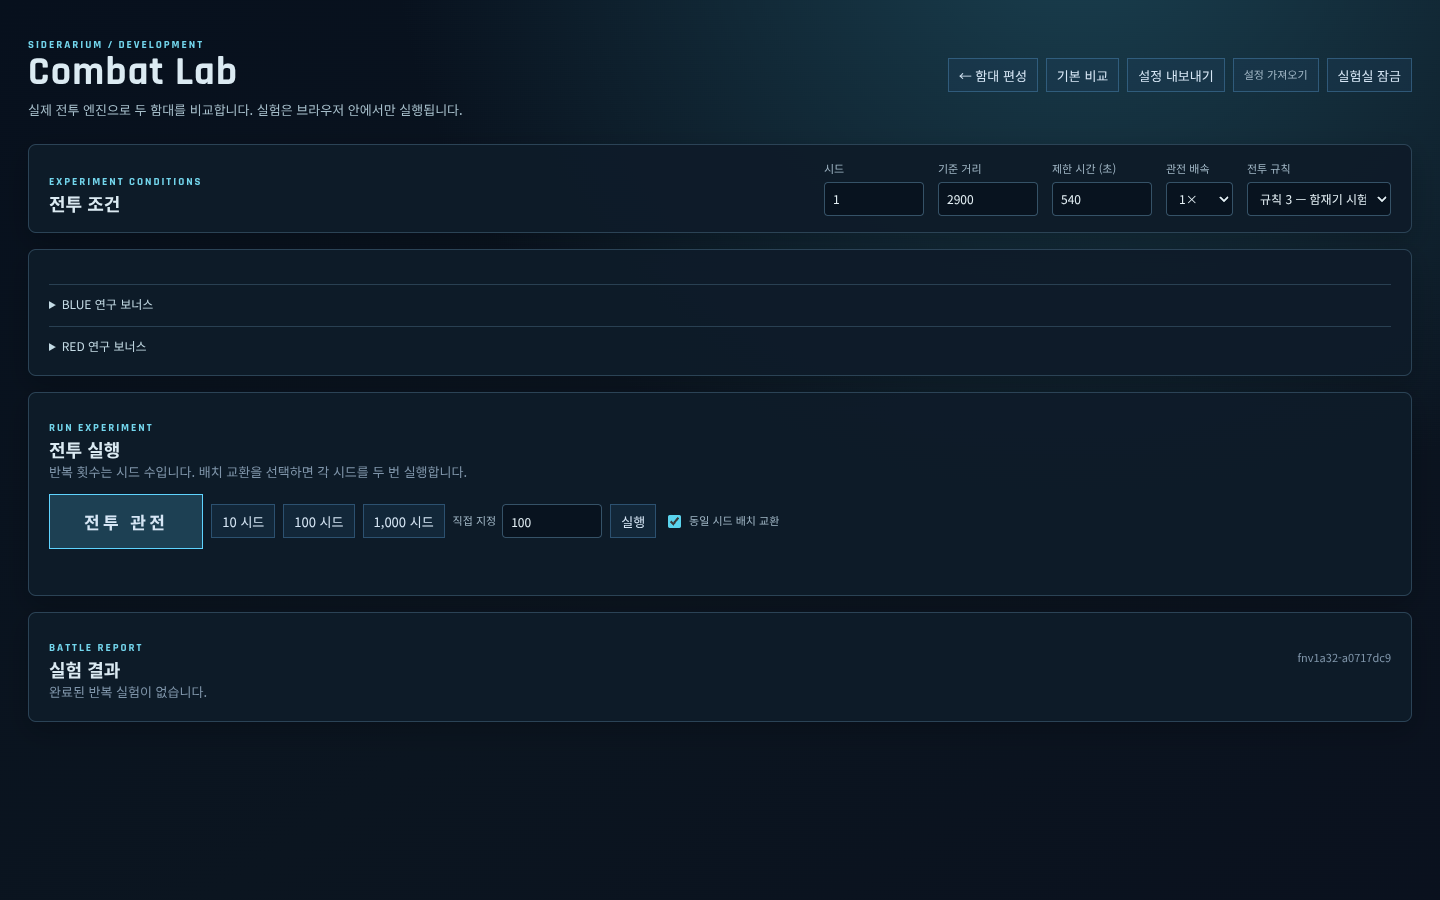 SIDERARIUM / DEVELOPMENT
Combat Lab
실제 전투 엔진으로 두 함대를 비교합니다. 실험은 브라우저 안에서만 실행됩니다.
← 함대 편성
기본 비교
설정 내보내기
설정 가져오기
실험실 잠금
EXPERIMENT CONDITIONS
전투 조건
시드
1
기준 거리
2900
제한 시간 (초)
540
관전 배속
1×
전투 규칙
규칙 3 — 함재기 시험
BLUE 연구 보너스
RED 연구 보너스
RUN EXPERIMENT
전투 실행
반복 횟수는 시드 수입니다. 배치 교환을 선택하면 각 시드를 두 번 실행합니다.
전투 관전
10 시드
100 시드
1,000 시드
직접 지정
100
실행
동일 시드 배치 교환
BATTLE REPORT
실험 결과
완료된 반복 실험이 없습니다.
fnv1a32-a0717dc9